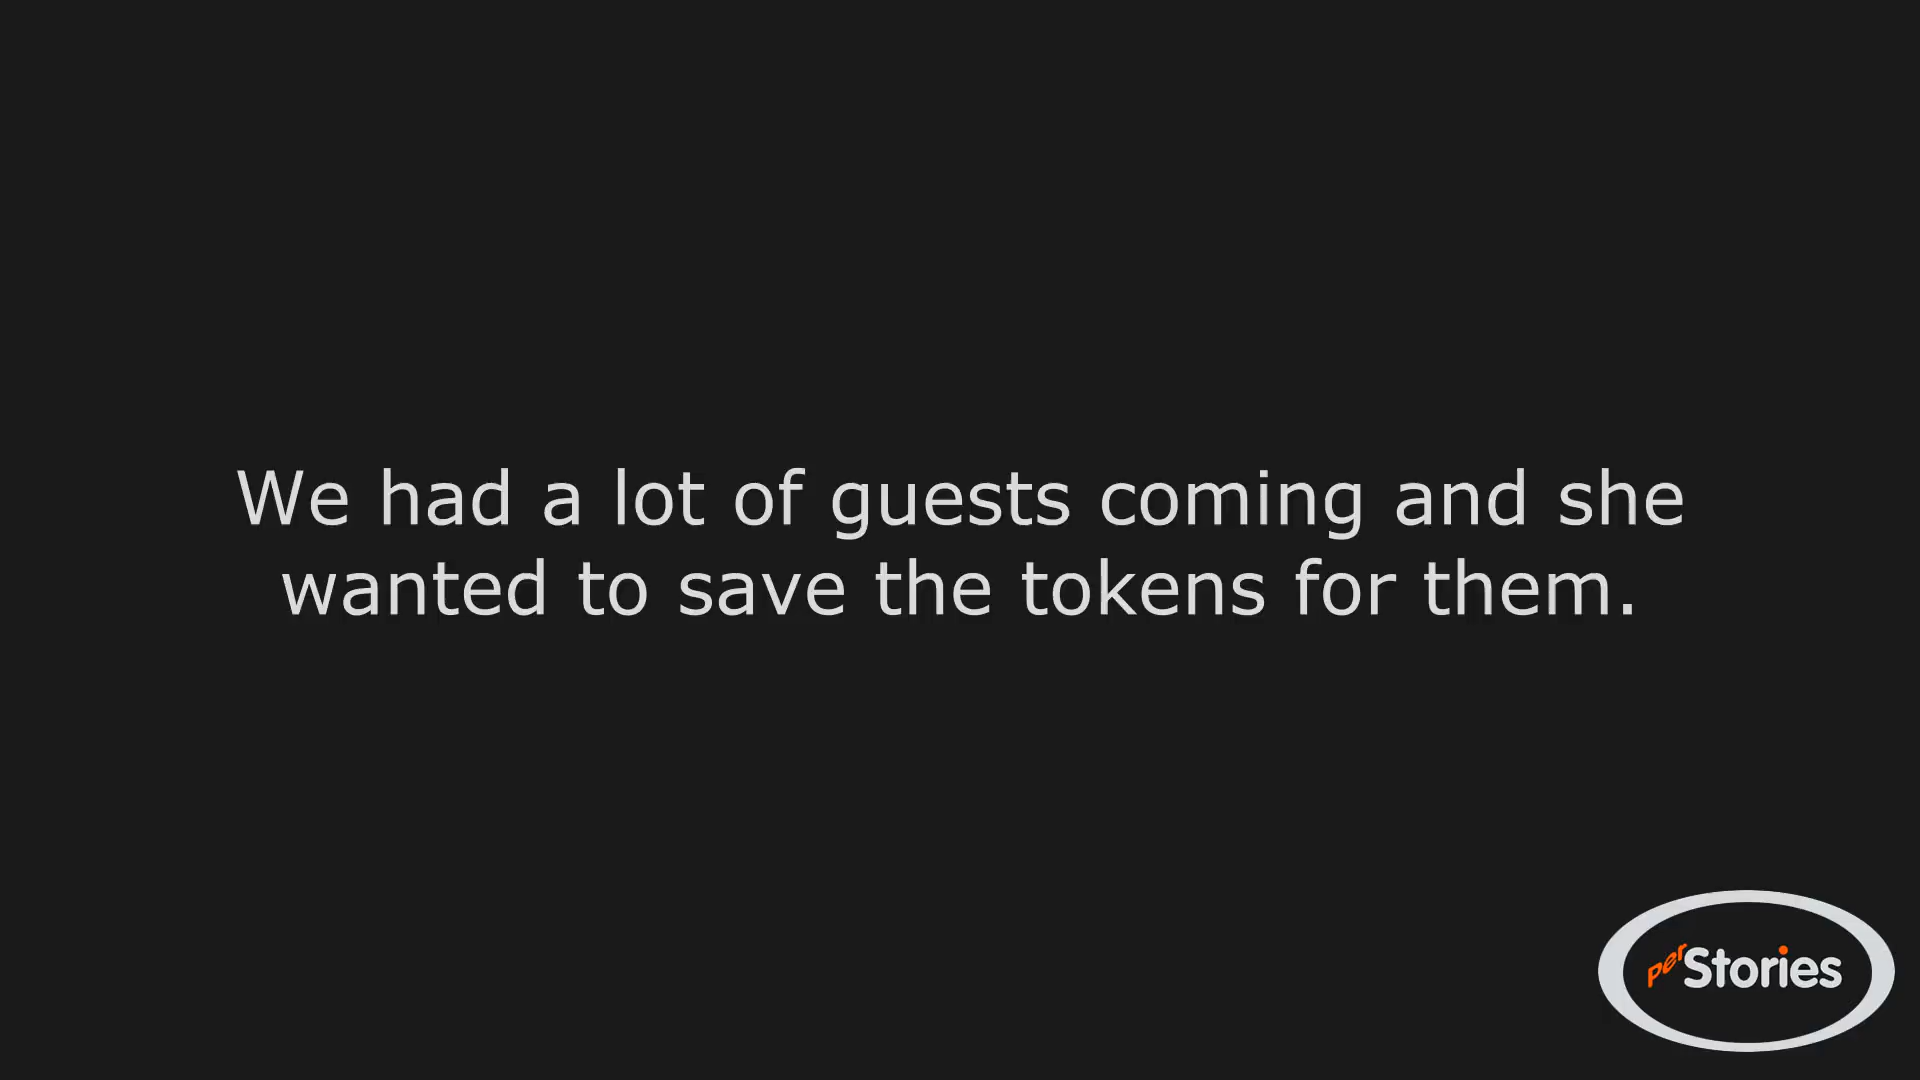 We had a lot of guests coming and she
wanted to save the tokens for them.
perStories